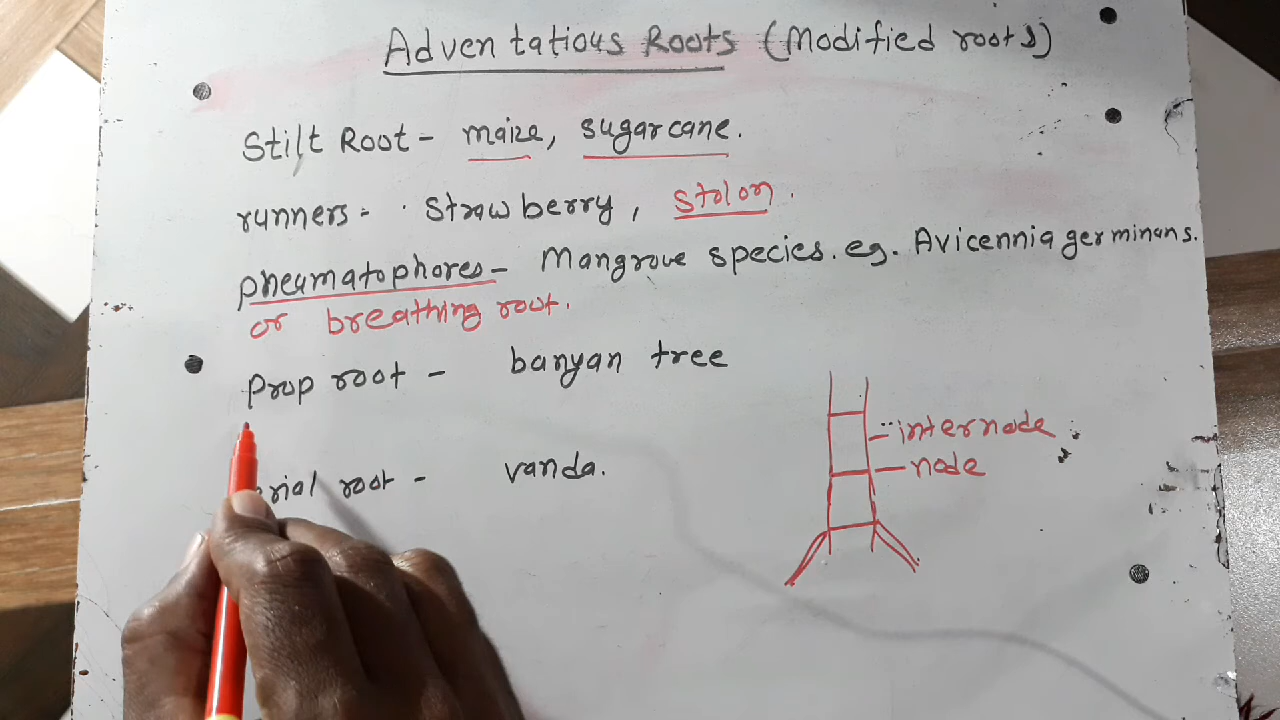 Adventatious Roots (Modified roots)
Stilt Root - maize, sugarcane.
runners - strawberry, stolon.
pneumatophores - Mangrove species. eg. Avicennia germinans.
or breathing root.
prop root - banyan tree
internode
node
root - vanda.